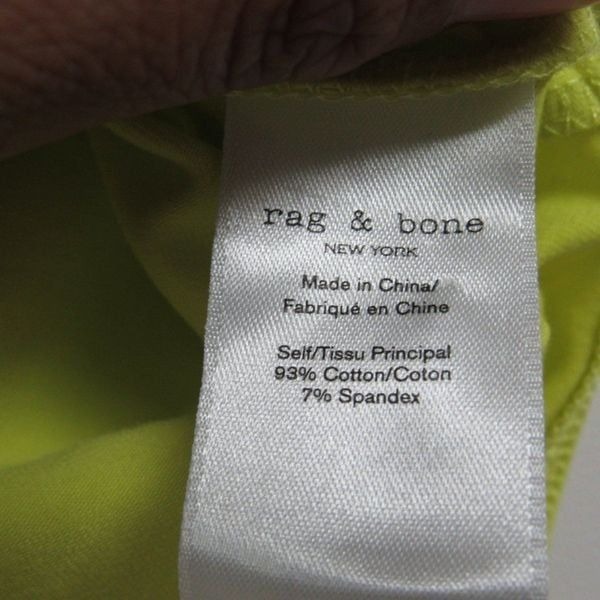 rag & bone
NEW YORK
Made in China/
Fabriqué en Chine
Self/Tissu Principal
93% Cotton/Coton
7% Spandex